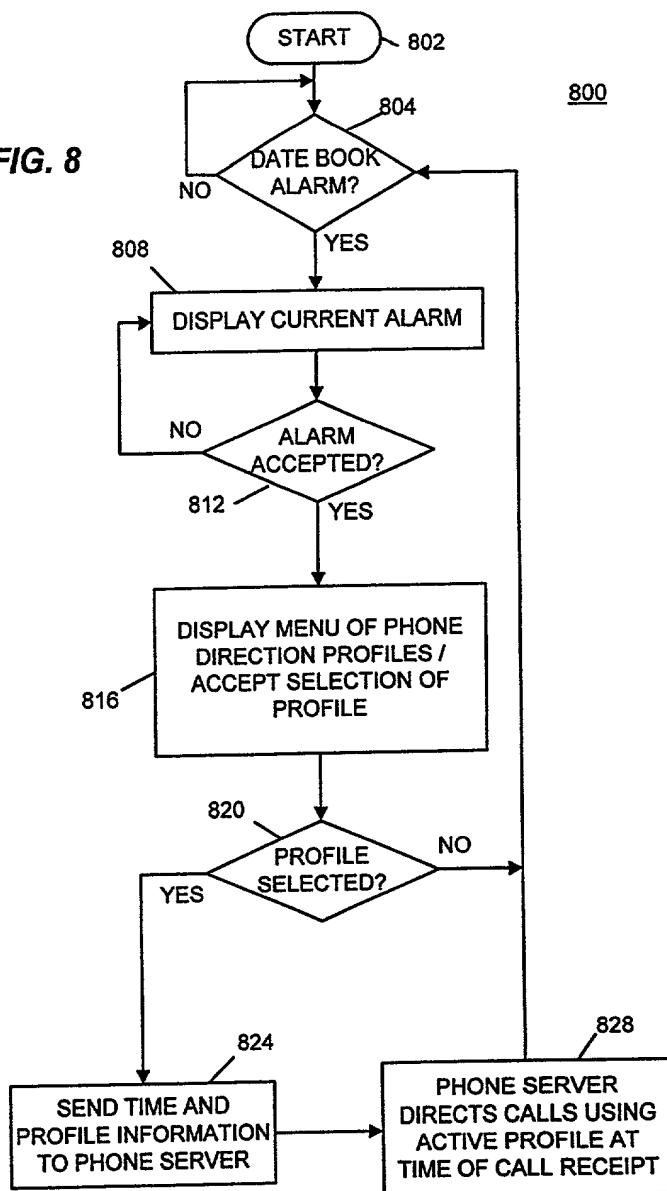 START
802
800
804
FIG. 8
DATE BOOK
ALARM?
NO
YES
808
DISPLAY CURRENT ALARM
NO
ALARM
ACCEPTED?
812
YES
DISPLAY MENU OF PHONE
DIRECTION PROFILES /
ACCEPT SELECTION OF
PROFILE
816
820
NO
PROFILE
SELECTED?
YES
824
828
SEND TIME AND
PROFILE INFORMATION
TO PHONE SERVER
PHONE SERVER
DIRECTS CALLS USING
ACTIVE PROFILE AT
TIME OF CALL RECEIPT